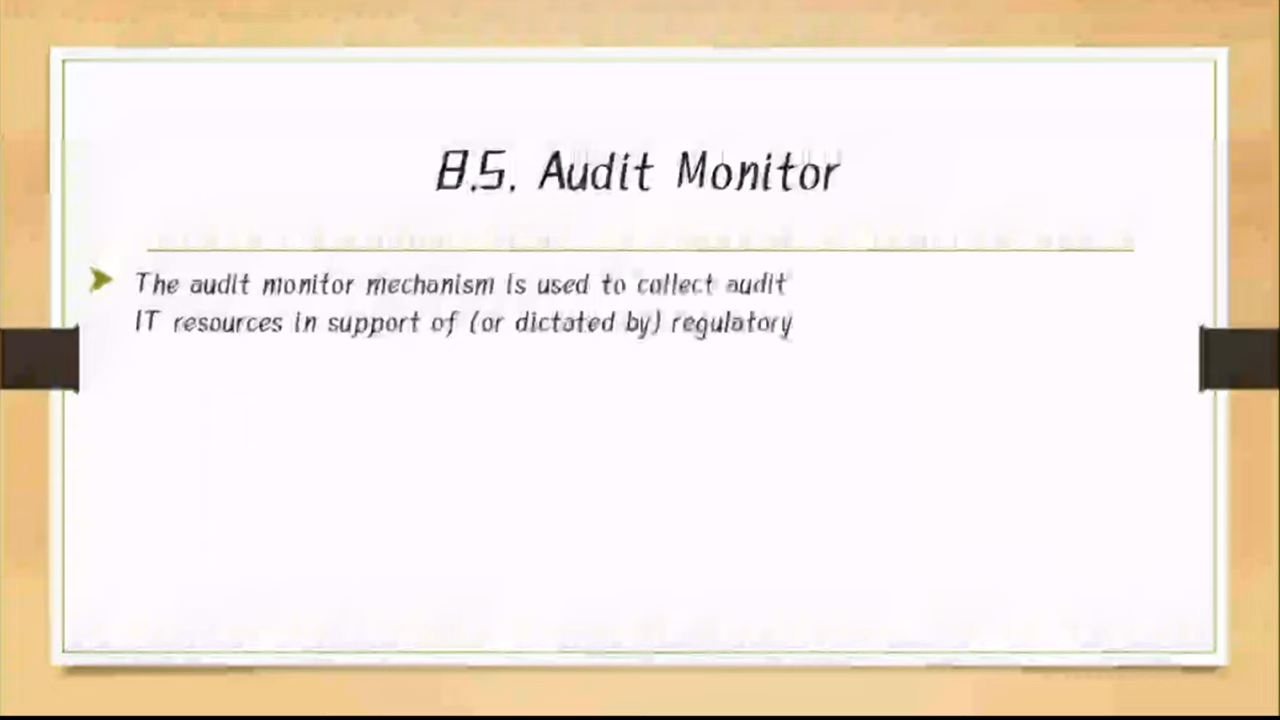 8.5. Audit Monitor
The audit monitor mechanism is used to collect audit
IT resources in support of (or dictated by) regulatory